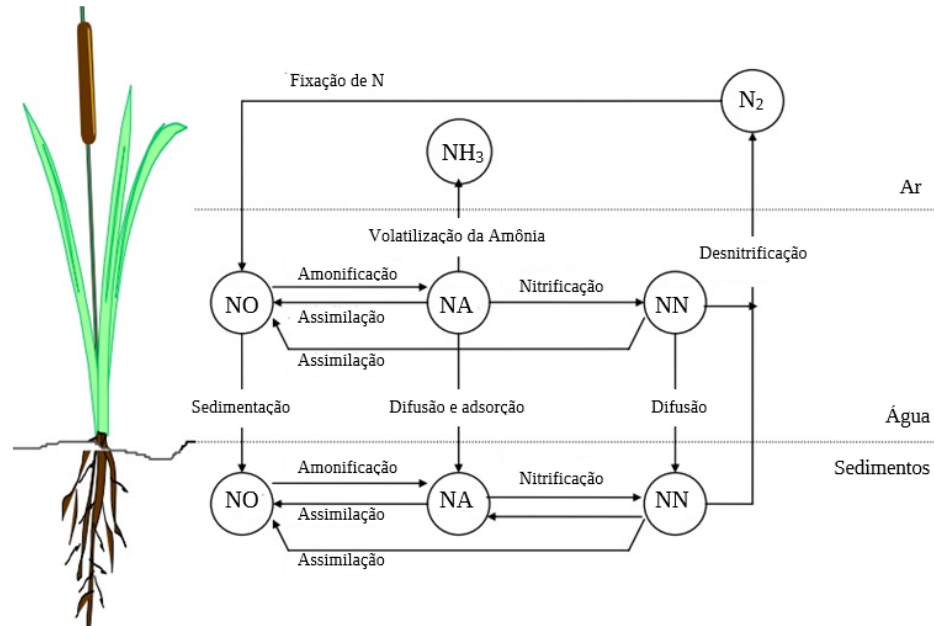 Fixação de N
N₂
NH₃
Ar
Volatilização da Amônia
Desnitrificação
Amonificação
Nitrificação
NO
NA
NN
Assimilação
Assimilação
Sedimentação
Difusão e adsorção
Difusão
Água
Sedimentos
Amonificação
Nitrificação
NO
NA
NN
Assimilação
Assimilação